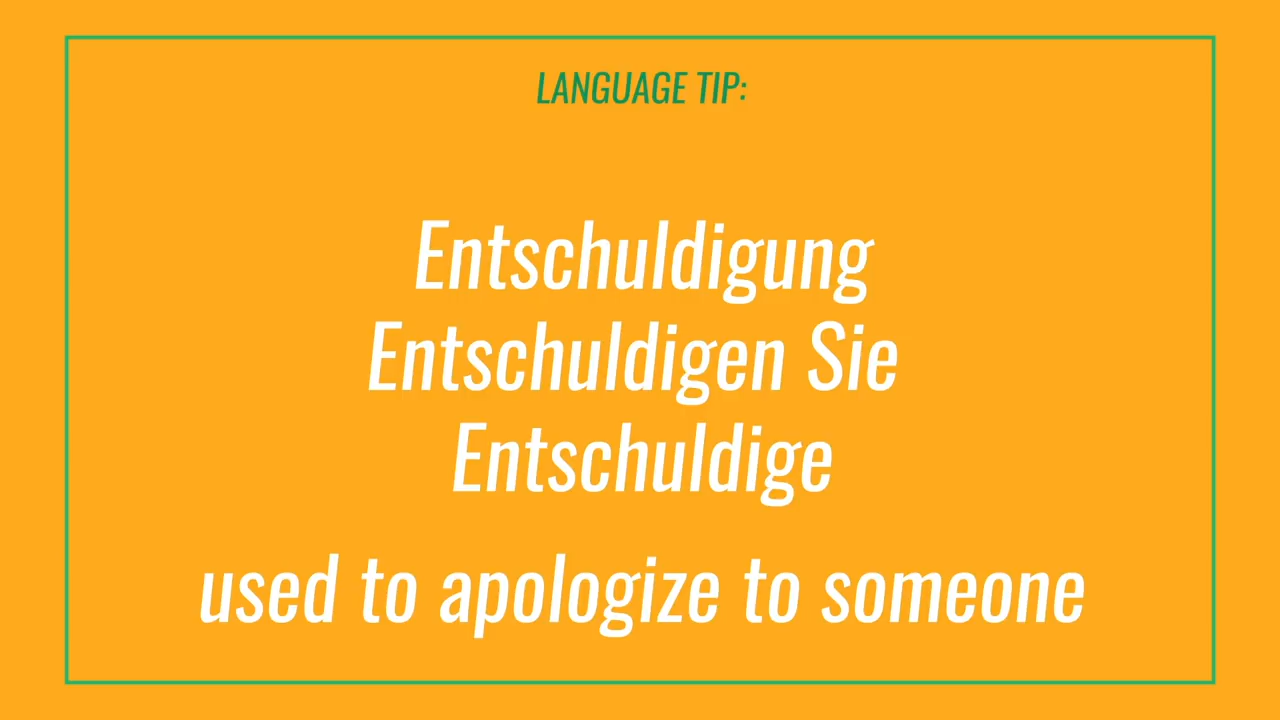 LANGUAGE TIP:
Entschuldigung
Entschuldigen Sie
Entschuldige
used to apologize to someone